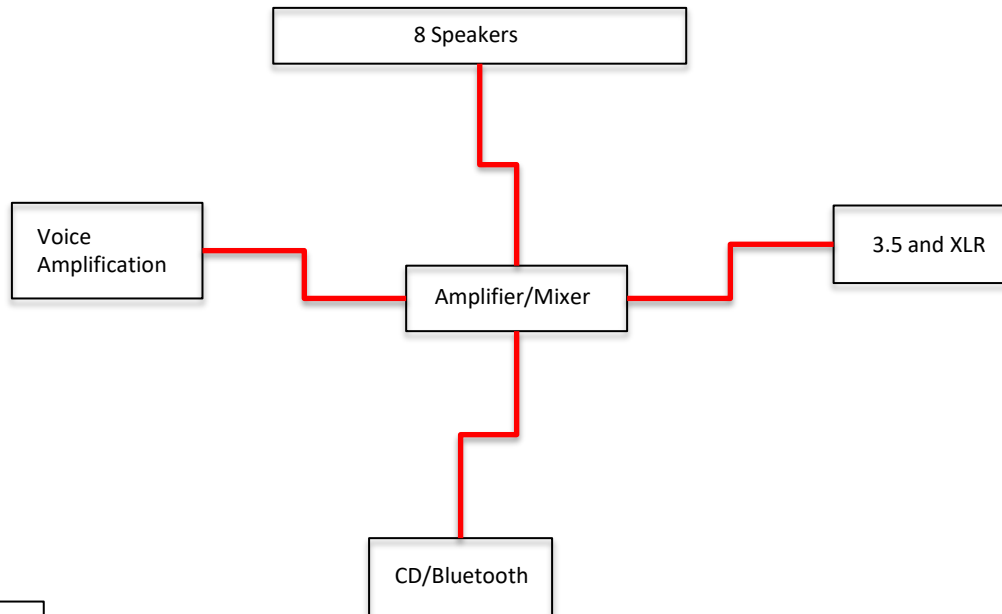 8 Speakers
Voice
Amplification
3.5 and XLR
Amplifier/Mixer
CD/Bluetooth